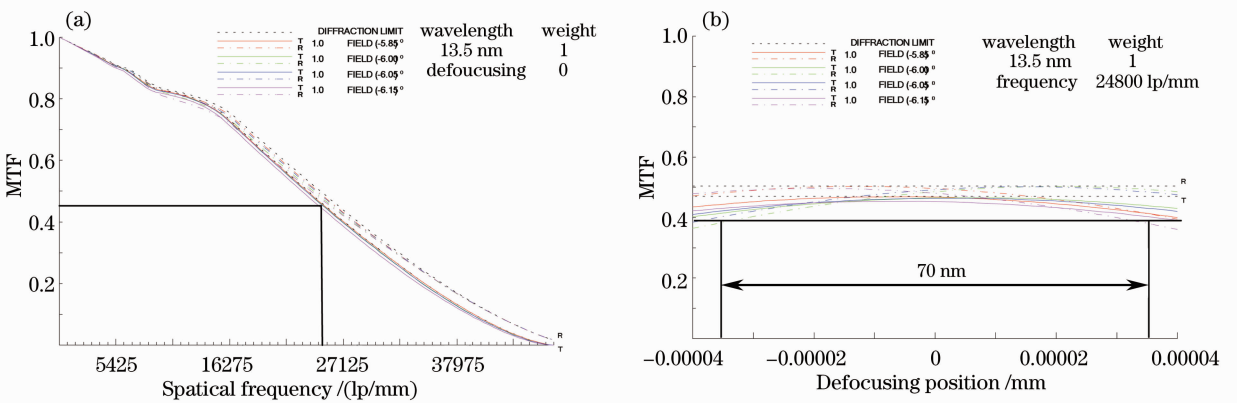 (a)
DIFFRACTION LIMIT
T 1.0 FIELD (-5.85)°
R
T 1.0 FIELD (-6.00)°
R
T 1.0 FIELD (-6.05)°
R
T 1.0 FIELD (-6.15)°
R
wavelength weight
13.5 nm 1
defoucusing 0
MTF
1.0
0.8
0.6
0.4
0.2
R
T
5425 16275 27125 37975
Spatical frequency /(lp/mm)
(b)
DIFFRACTION LIMIT
T 1.0 FIELD (-5.85)°
R
T 1.0 FIELD (-6.00)°
R
T 1.0 FIELD (-6.05)°
R
T 1.0 FIELD (-6.15)°
R
wavelength weight
13.5 nm 1
frequency 24800 lp/mm
MTF
1.0
0.8
0.6
0.4
0.2
R
T
70 nm
−0.00004 −0.00002 0 0.00002 0.00004
Defocusing position /mm